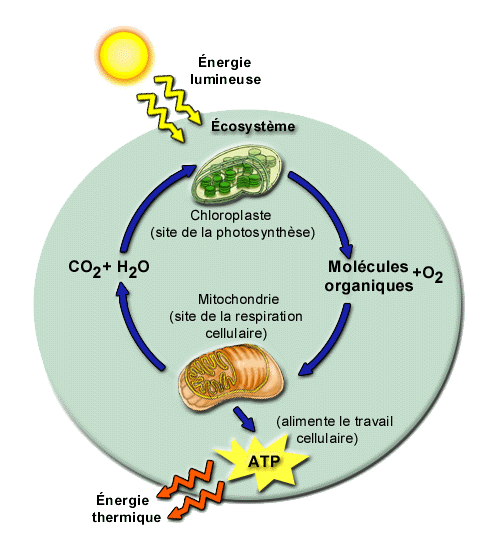 Énergie
lumineuse
Écosystème
Chloroplaste
(site de la photosynthèse)
CO2 + H2O
Molécules
organiques +O2
Mitochondrie
(site de la respiration
cellulaire)
(alimente le travail
cellulaire)
ATP
Énergie
thermique